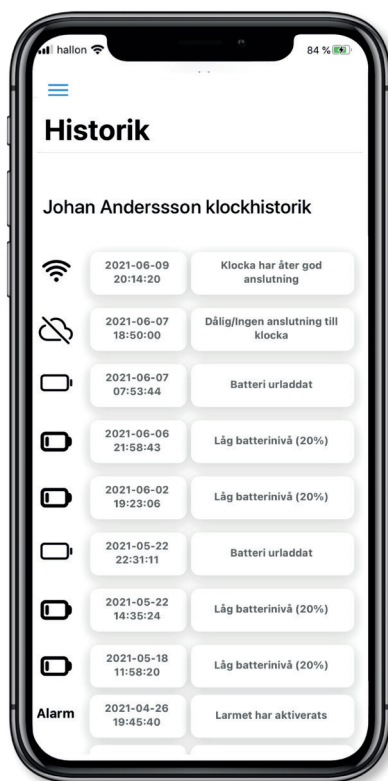 hallon
84 %
Historik
Johan Anderssson klockhistorik
2021-06-09
20:14:20
Klocka har åter god
anslutning
2021-06-07
18:50:00
Dålig/Ingen anslutning till
klocka
2021-06-07
07:53:44
Batteri urladdat
2021-06-06
21:58:43
Låg batterinivå (20%)
2021-06-02
19:23:06
Låg batterinivå (20%)
2021-05-22
22:31:11
Batteri urladdat
2021-05-22
14:35:24
Låg batterinivå (20%)
2021-05-18
11:58:20
Låg batterinivå (20%)
Alarm
2021-04-26
19:45:40
Larmet har aktiverats